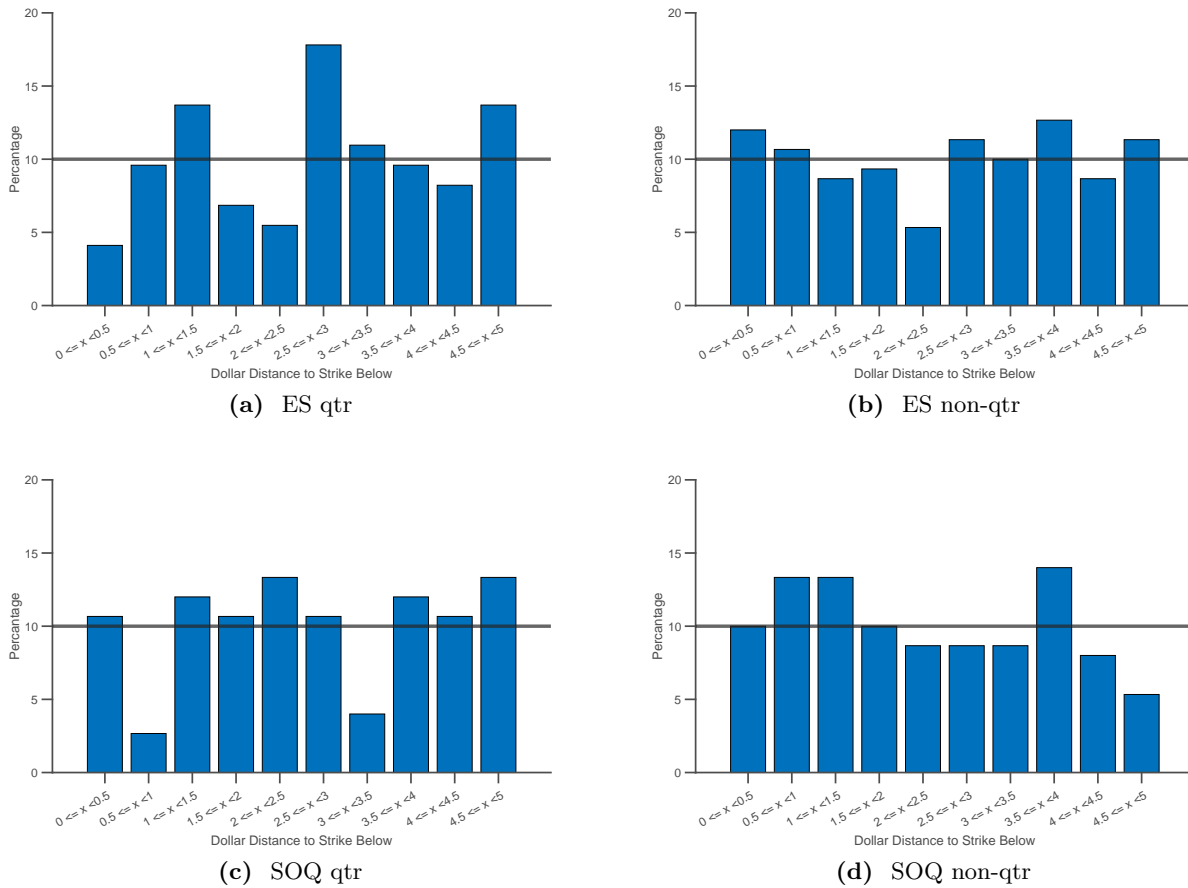 20
15
10
5
0
Percantage
0 <= x <0.5
0.5 <= x <1
1 <= x <1.5
1.5 <= x <2
2 <= x <2.5
2.5 <= x <3
3 <= x <3.5
3.5 <= x <4
4 <= x <4.5
4.5 <= x <5
Dollar Distance to Strike Below
(a) ES qtr
20
15
10
5
0
Percantage
0 <= x <0.5
0.5 <= x <1
1 <= x <1.5
1.5 <= x <2
2 <= x <2.5
2.5 <= x <3
3 <= x <3.5
3.5 <= x <4
4 <= x <4.5
4.5 <= x <5
Dollar Distance to Strike Below
(b) ES non-qtr
20
15
10
5
0
Percantage
0 <= x <0.5
0.5 <= x <1
1 <= x <1.5
1.5 <= x <2
2 <= x <2.5
2.5 <= x <3
3 <= x <3.5
3.5 <= x <4
4 <= x <4.5
4.5 <= x <5
Dollar Distance to Strike Below
(c) SOQ qtr
20
15
10
5
0
Percantage
0 <= x <0.5
0.5 <= x <1
1 <= x <1.5
1.5 <= x <2
2 <= x <2.5
2.5 <= x <3
3 <= x <3.5
3.5 <= x <4
4 <= x <4.5
4.5 <= x <5
Dollar Distance to Strike Below
(d) SOQ non-qtr